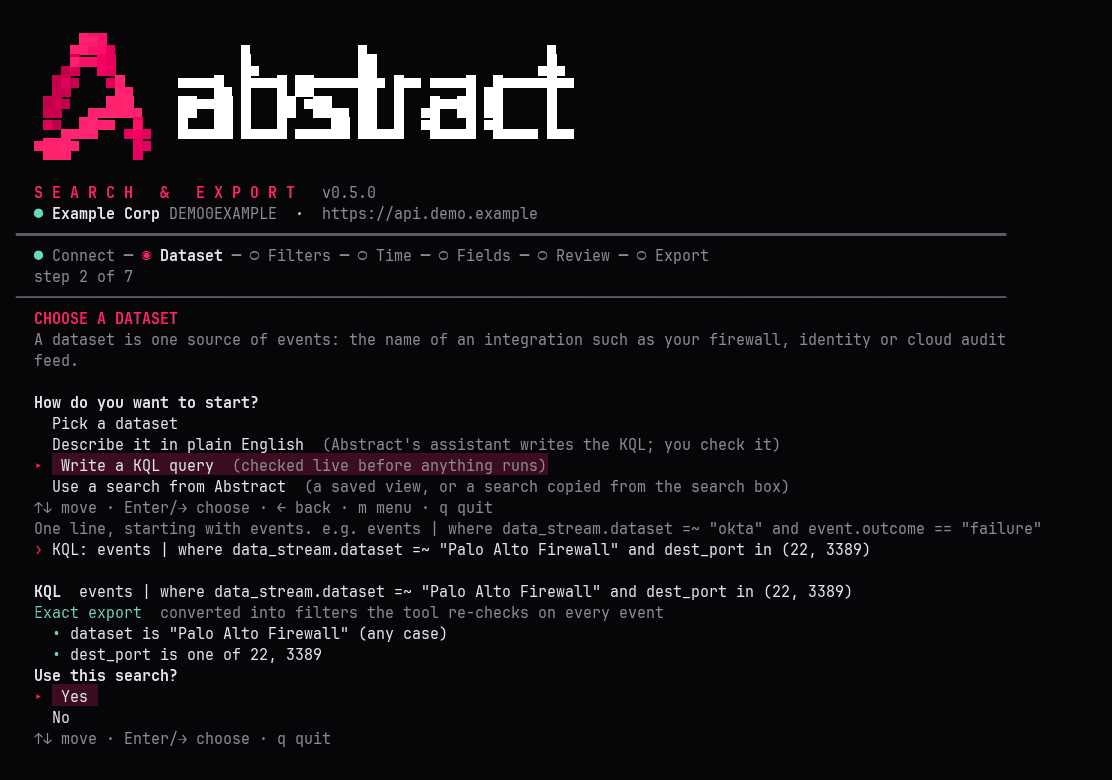 Abstract
SEARCH & EXPORT v0.5.0
● Example Corp DEMO0EXAMPLE · https://api.demo.example
● Connect — ◉ Dataset — ○ Filters — ○ Time — ○ Fields — ○ Review — ○ Export
step 2 of 7
CHOOSE A DATASET
A dataset is one source of events: the name of an integration such as your firewall, identity or cloud audit
feed.
How do you want to start?
Pick a dataset
Describe it in plain English (Abstract's assistant writes the KQL; you check it)
▸ Write a KQL query (checked live before anything runs)
Use a search from Abstract (a saved view, or a search copied from the search box)
↑↓ move · Enter/→ choose · ← back · m menu · q quit
One line, starting with events. e.g. events | where data_stream.dataset =~ "okta" and event.outcome == "failure"
› KQL: events | where data_stream.dataset =~ "Palo Alto Firewall" and dest_port in (22, 3389)
KQL events | where data_stream.dataset =~ "Palo Alto Firewall" and dest_port in (22, 3389)
Exact export converted into filters the tool re-checks on every event
• dataset is "Palo Alto Firewall" (any case)
• dest_port is one of 22, 3389
Use this search?
▸ Yes
No
↑↓ move · Enter/→ choose · q quit